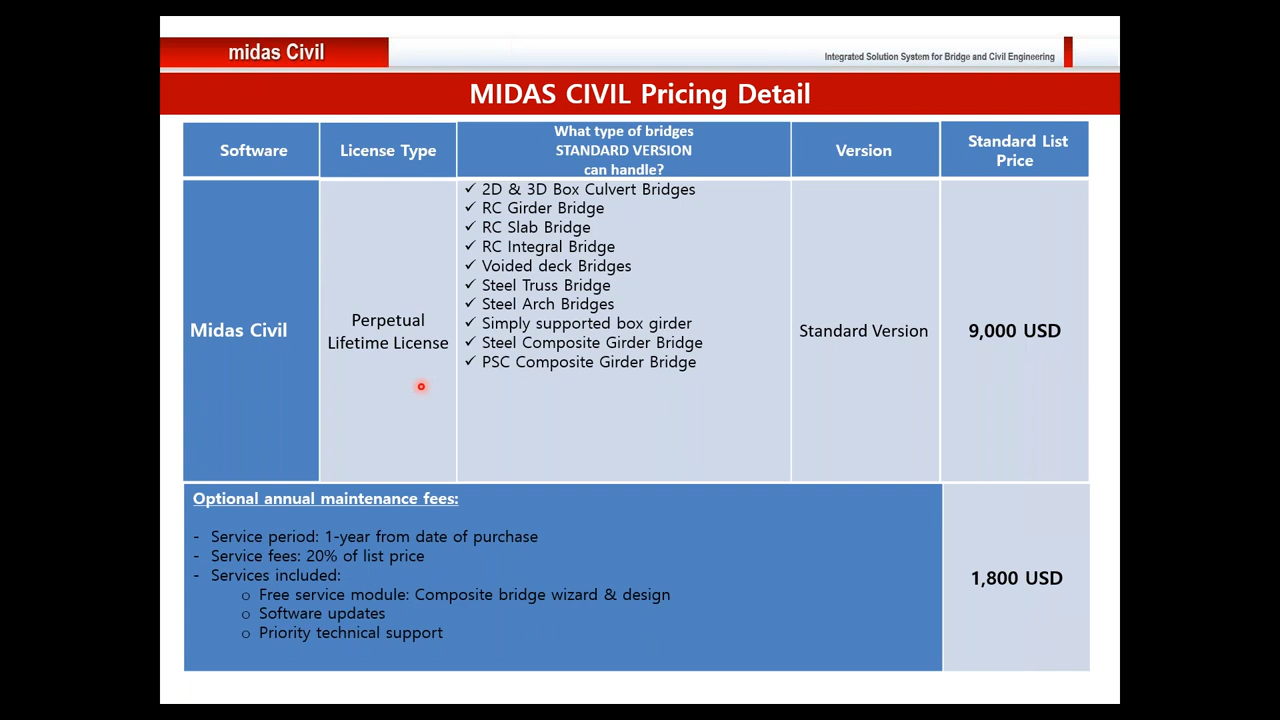 midas Civil
Integrated Solution System for Bridge and Civil Engineering
MIDAS CIVIL Pricing Detail
Software
License Type
What type of bridges
STANDARD VERSION
can handle?
Version
Standard List
Price
Midas Civil
Perpetual
Lifetime License
✓ 2D & 3D Box Culvert Bridges
✓ RC Girder Bridge
✓ RC Slab Bridge
✓ RC Integral Bridge
✓ Voided deck Bridges
✓ Steel Truss Bridge
✓ Steel Arch Bridges
✓ Simply supported box girder
✓ Steel Composite Girder Bridge
✓ PSC Composite Girder Bridge
Standard Version
9,000 USD
Optional annual maintenance fees:
- Service period: 1-year from date of purchase
- Service fees: 20% of list price
- Services included:
o Free service module: Composite bridge wizard & design
o Software updates
o Priority technical support
1,800 USD